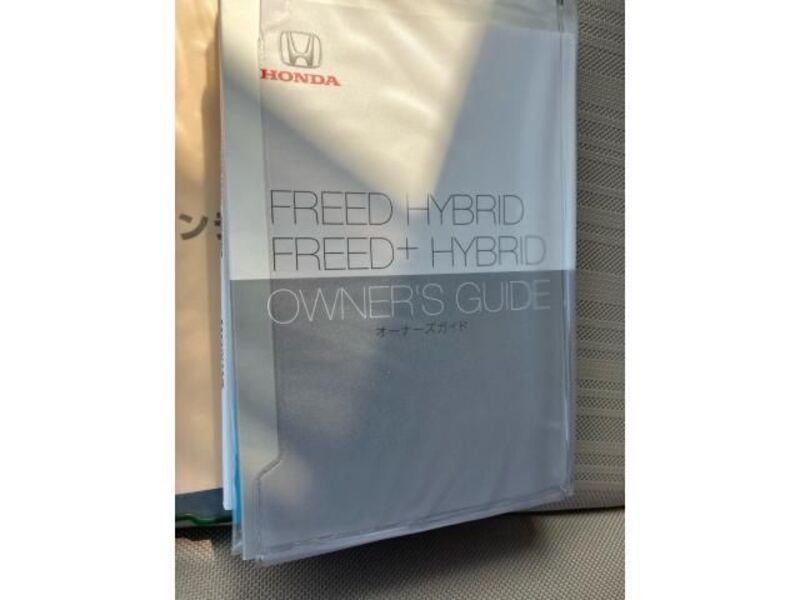 HONDA
FREED HYBRID
FREED+ HYBRID
OWNER'S GUIDE
オーナーズガイド